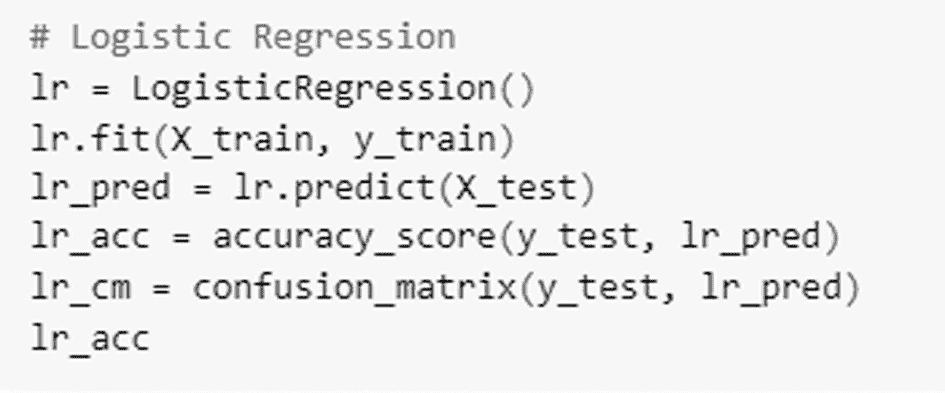 # Logistic Regression
lr = LogisticRegression()
lr.fit(X_train, y_train)
lr_pred = lr.predict(X_test)
lr_acc = accuracy_score(y_test, lr_pred)
lr_cm = confusion_matrix(y_test, lr_pred)
lr_acc